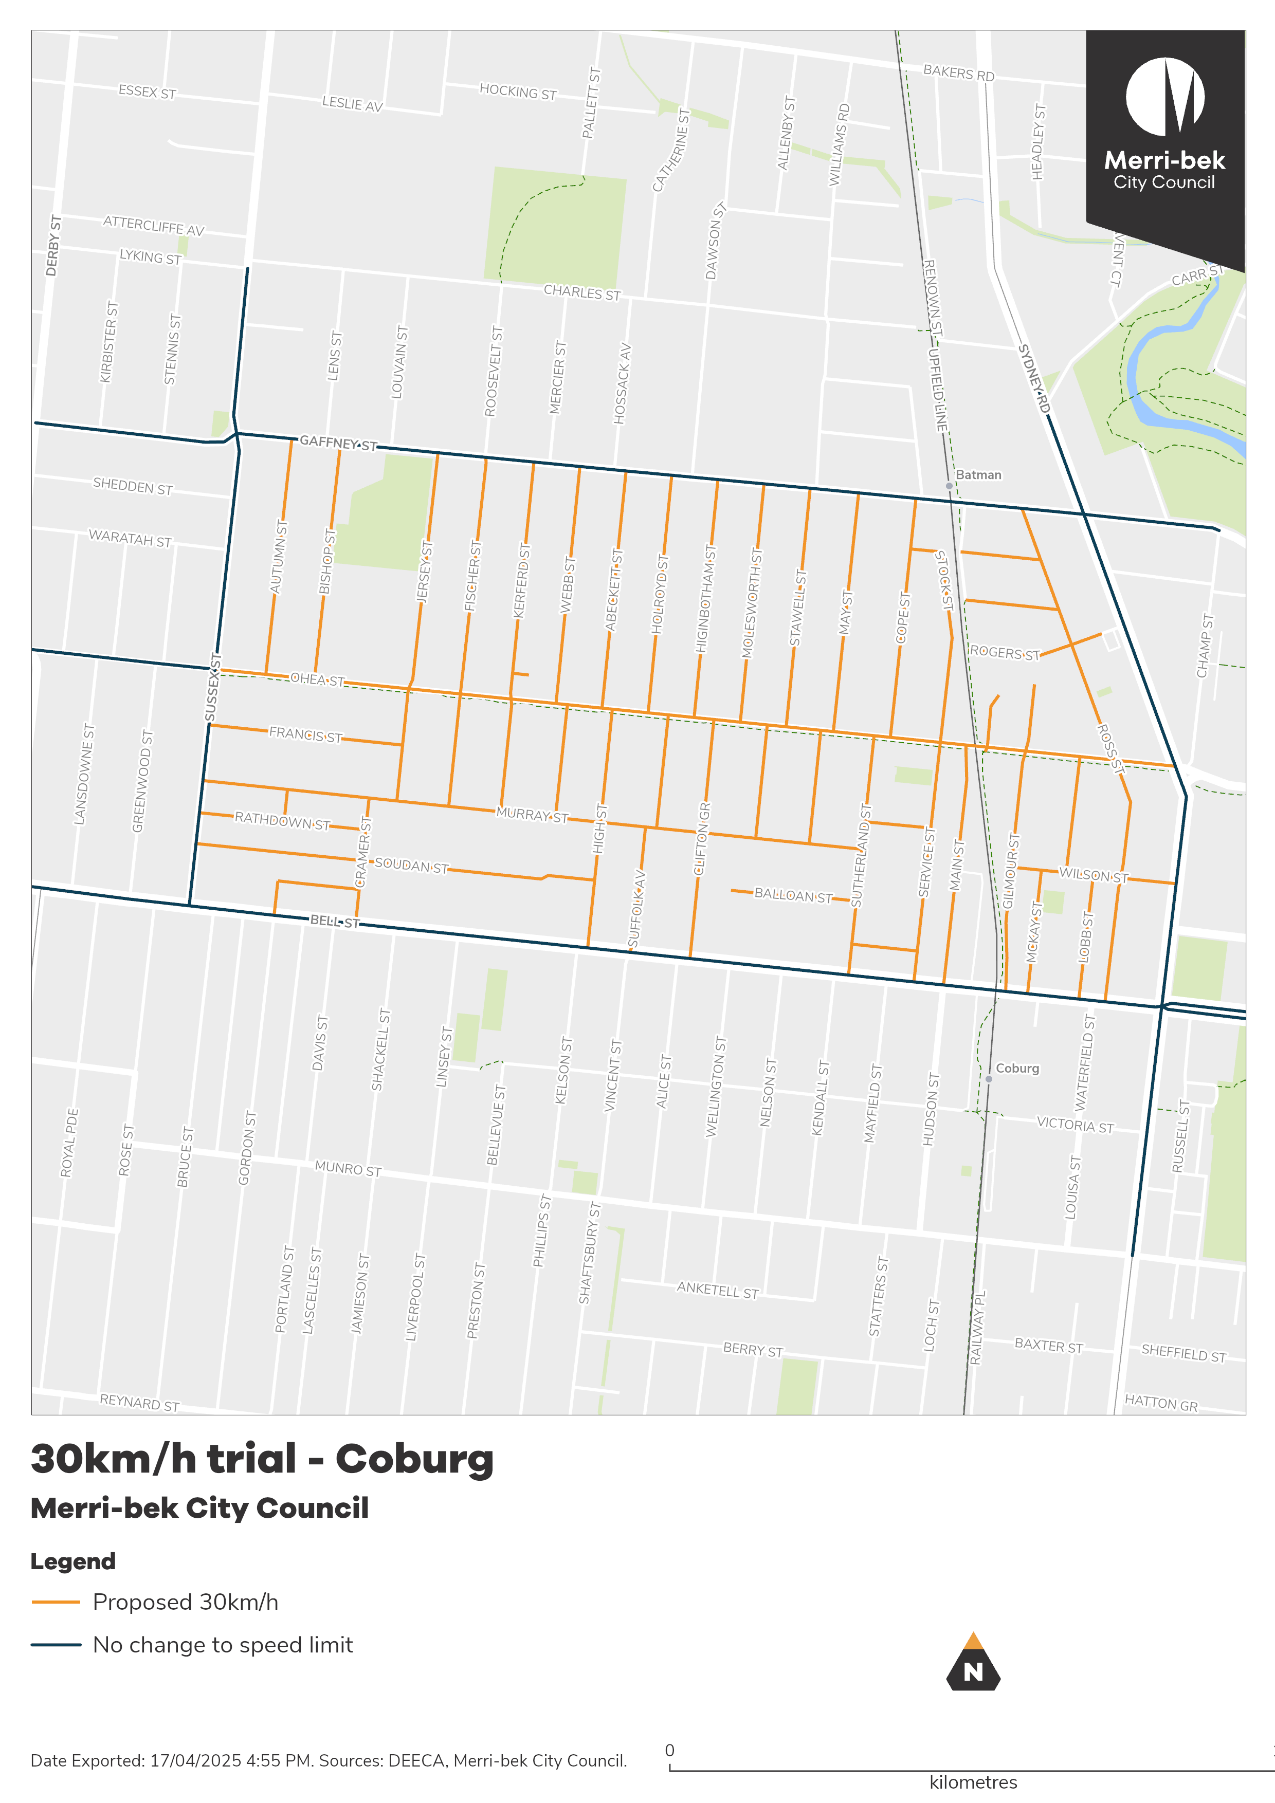 BAKERS RD
Merri-bek
City Council
ESSEX ST
LESLIE AV
HOCKING ST
PALLETT ST
CATHERINE ST
ALLENBY ST
WILLIAMS RD
HEADLEY ST
DERBY ST
ATTERCLIFFE AV
LYKING ST
DAWSON ST
VENT CT
CARR ST
CHARLES ST
RENOWN ST
UPFIELD LINE
SYDNEY RD
KIRBISTER ST
STENNIS ST
LENS ST
LOUVAIN ST
ROOSEVELT ST
MERCIER ST
HOSSACK AV
GAFFNEY ST
Batman
SHEDDEN ST
WARATAH ST
AUTUMN ST
BISHOP ST
JERSEY ST
FISCHER ST
KERFERD ST
WEBB ST
ABECKETT ST
HOLROYD ST
HIGINBOTHAM ST
MOLESWORTH ST
STAWELL ST
MAY ST
COPE ST
STOCK ST
ROGERS ST
CHAMP ST
SUSSEX ST
OHEA ST
FRANCIS ST
ROSS ST
LANSDOWNE ST
GREENWOOD ST
RATHDOWN ST
CRAMER ST
MURRAY ST
HIGH ST
CLIFTON GR
SUTHERLAND ST
SERVICE ST
MAIN ST
GILMOUR ST
WILSON ST
SOUDAN ST
SUFFOLK AV
BALLOAN ST
MCKAY ST
LOBB ST
BELL ST
DAVIS ST
SHACKELL ST
LINSEY ST
BELLEVUE ST
KELSON ST
VINCENT ST
ALICE ST
WELLINGTON ST
NELSON ST
KENDALL ST
MAYFIELD ST
HUDSON ST
Coburg
WATERFIELD ST
VICTORIA ST
RUSSELL ST
ROYAL PDE
ROSE ST
BRUCE ST
GORDON ST
MUNRO ST
LOUISA ST
PORTLAND ST
LASCELLES ST
JAMIESON ST
LIVERPOOL ST
PRESTON ST
PHILLIPS ST
SHAFTSBURY ST
ANKETELL ST
STATTERS ST
LOCH ST
RAILWAY PL
BERRY ST
BAXTER ST
SHEFFIELD ST
REYNARD ST
HATTON GR
30km/h trial - Coburg
Merri-bek City Council
Legend
Proposed 30km/h
No change to speed limit
N
Date Exported: 17/04/2025 4:55 PM. Sources: DEECA, Merri-bek City Council.
0
kilometres